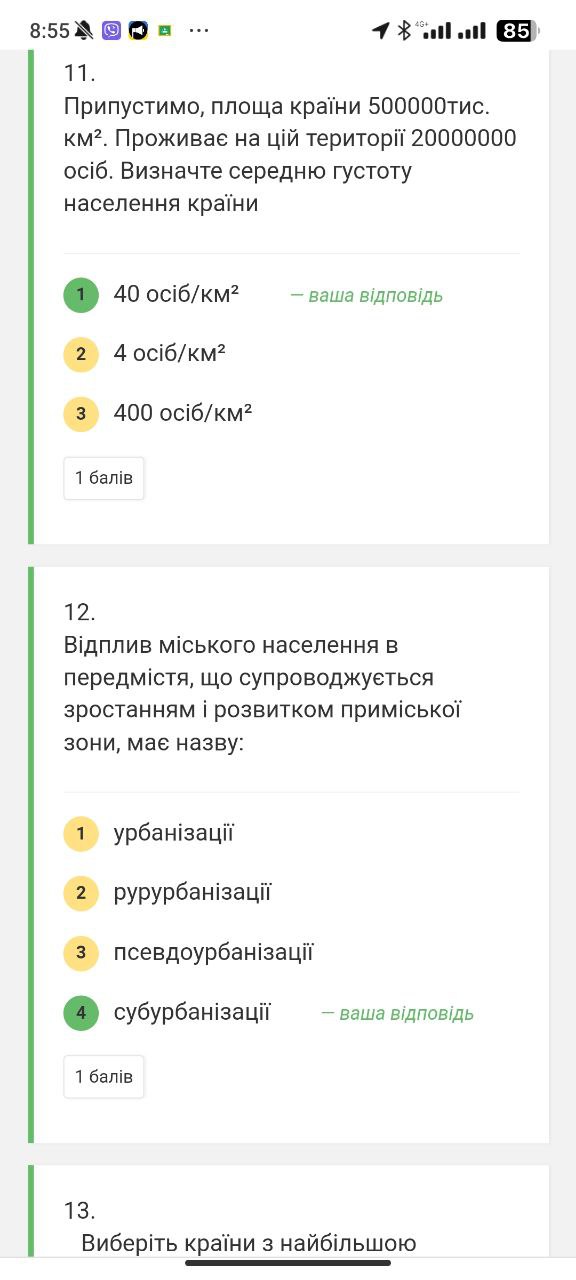 8:55 ... 4G+ 85
11.
Припустимо, площа країни 500000тис.
км². Проживає на цій території 20000000
осіб. Визначте середню густоту
населення країни
1 40 осіб/км² — ваша відповідь
2 4 осіб/км²
3 400 осіб/км²
1 балів
12.
Відплив міського населення в
передмістя, що супроводжується
зростанням і розвитком приміської
зони, має назву:
1 урбанізації
2 рурурбанізації
3 псевдоурбанізації
4 субурбанізації — ваша відповідь
1 балів
13.
Виберіть країни з найбільшою